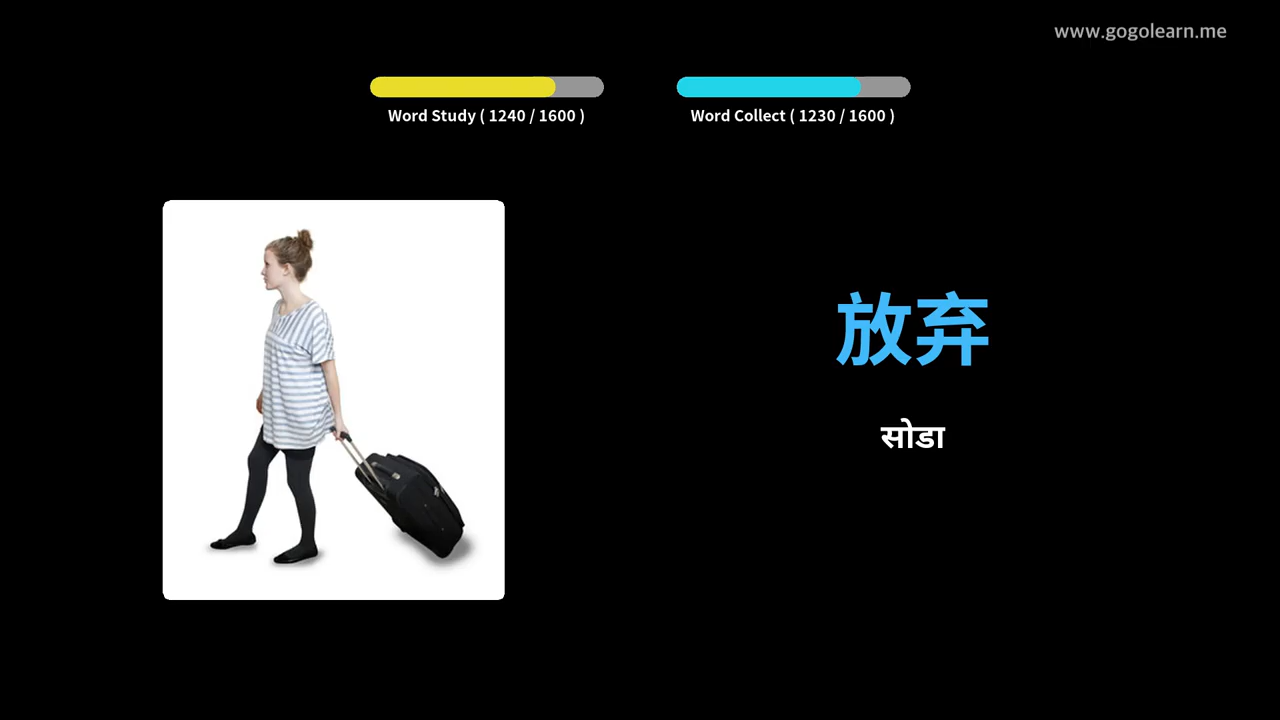 www.gogolearn.me
Word Study ( 1240 / 1600 )
Word Collect ( 1230 / 1600 )
放弃
सोडा